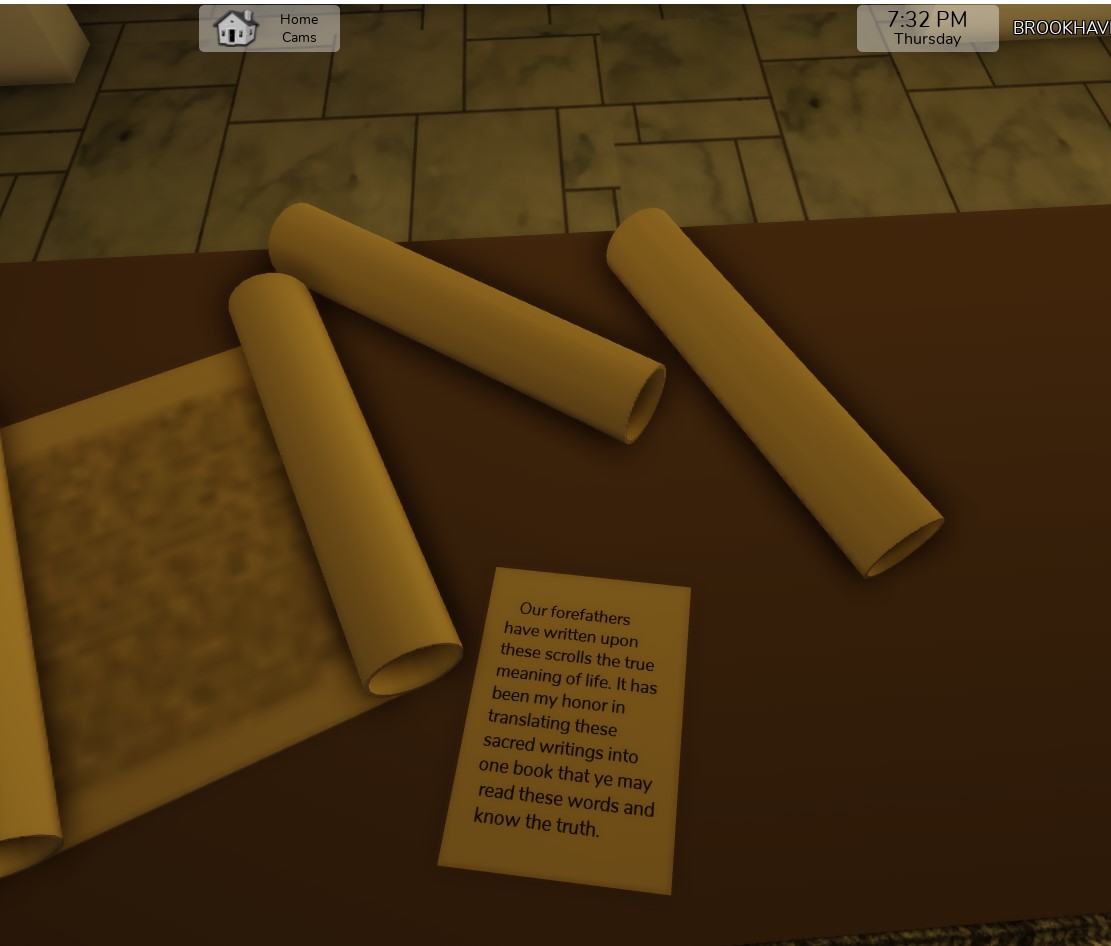 Home
Cams
7:32 PM
Thursday
Our forefathers
have written upon
these scrolls the true
meaning of life. It has
been my honor in
translating these
sacred writings into
one book that ye may
read these words and
know the truth.